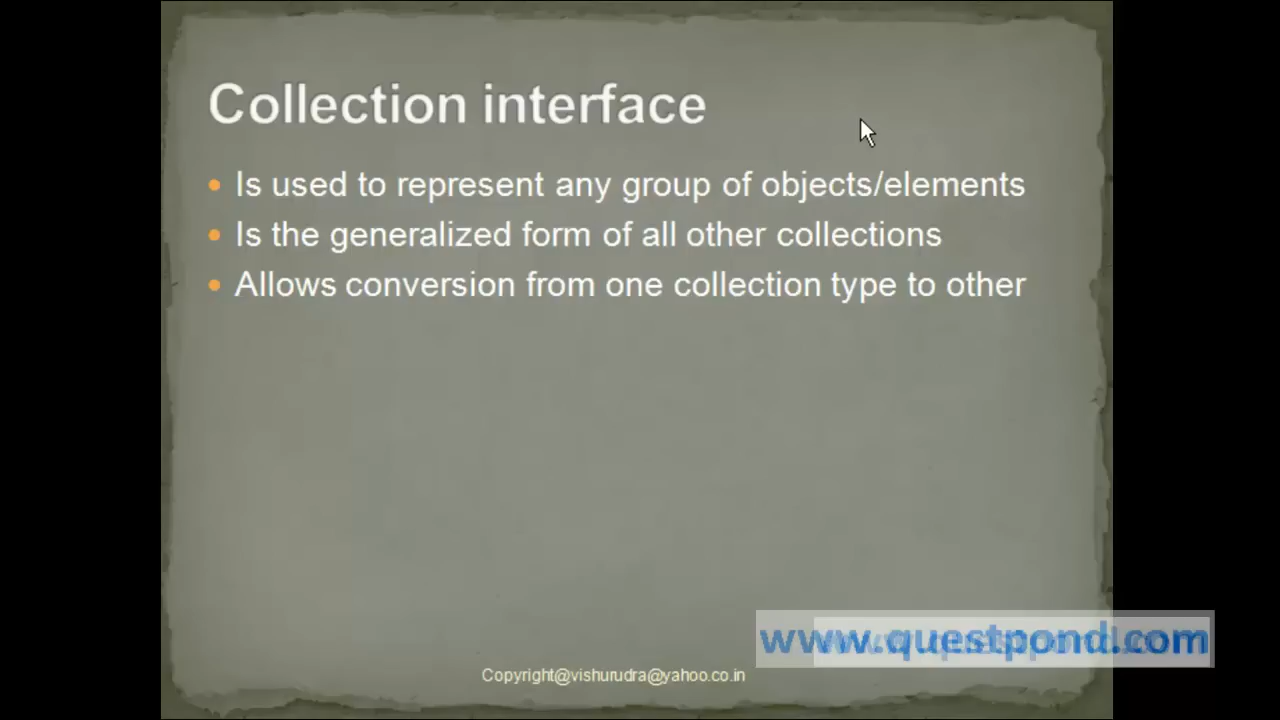 Collection interface
Is used to represent any group of objects/elements
Is the generalized form of all other collections
Allows conversion from one collection type to other
www.questpond.com
Copyright@vishurudra@yahoo.co.in